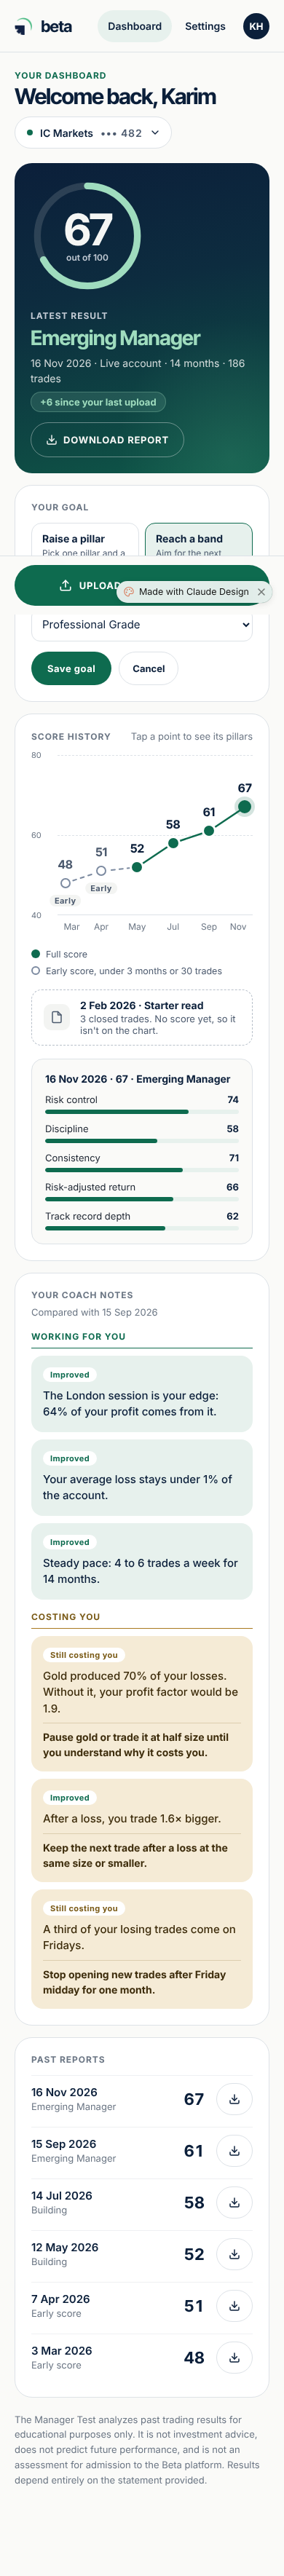 beta
Dashboard
Settings
KH
YOUR DASHBOARD
Welcome back, Karim
IC Markets ••• 482
67
out of 100
LATEST RESULT
Emerging Manager
16 Nov 2026 · Live account · 14 months · 186
trades
+6 since your last upload
DOWNLOAD REPORT
YOUR GOAL
Raise a pillar
Pick one pillar and a
Reach a band
Aim for the next
UPLOAD
Made with Claude Design
Professional Grade
Save goal
Cancel
SCORE HISTORY
Tap a point to see its pillars
80
60
40
48
Early
51
Early
52
58
61
67
Mar
Apr
May
Jul
Sep
Nov
Full score
Early score, under 3 months or 30 trades
2 Feb 2026 · Starter read
3 closed trades. No score yet, so it
isn't on the chart.
16 Nov 2026 · 67 · Emerging Manager
Risk control 74
Discipline 58
Consistency 71
Risk-adjusted return 66
Track record depth 62
YOUR COACH NOTES
Compared with 15 Sep 2026
WORKING FOR YOU
Improved
The London session is your edge:
64% of your profit comes from it.
Improved
Your average loss stays under 1% of
the account.
Improved
Steady pace: 4 to 6 trades a week for
14 months.
COSTING YOU
Still costing you
Gold produced 70% of your losses.
Without it, your profit factor would be
1.9.
Pause gold or trade it at half size until
you understand why it costs you.
Improved
After a loss, you trade 1.6× bigger.
Keep the next trade after a loss at the
same size or smaller.
Still costing you
A third of your losing trades come on
Fridays.
Stop opening new trades after Friday
midday for one month.
PAST REPORTS
16 Nov 2026
Emerging Manager
67
15 Sep 2026
Emerging Manager
61
14 Jul 2026
Building
58
12 May 2026
Building
52
7 Apr 2026
Early score
51
3 Mar 2026
Early score
48
The Manager Test analyzes past trading results for
educational purposes only. It is not investment advice,
does not predict future performance, and is not an
assessment for admission to the Beta platform. Results
depend entirely on the statement provided.